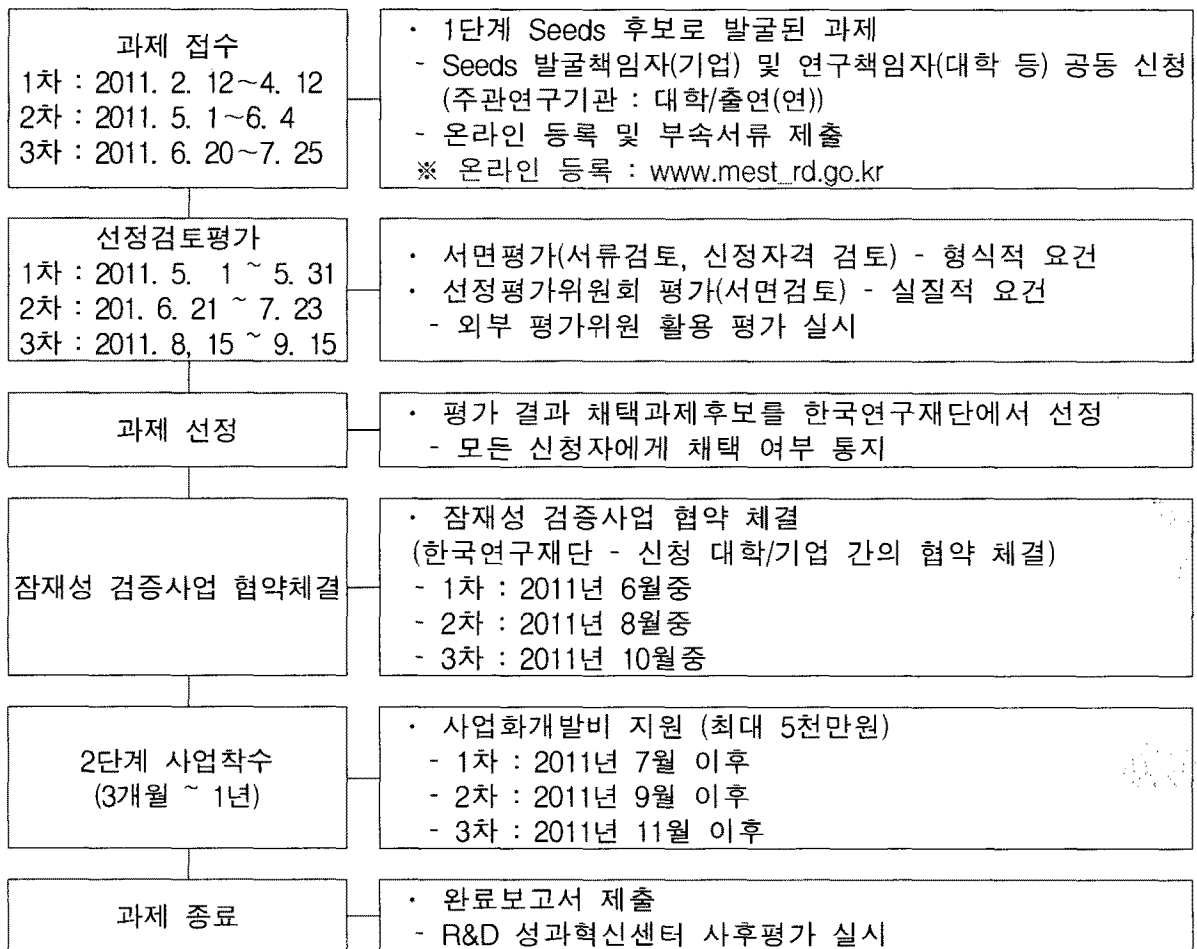 과제 접수
1차 : 2011. 2. 12~4. 12
2차 : 2011. 5. 1~6. 4
3차 : 2011. 6. 20~7. 25
· 1단계 Seeds 후보로 발굴된 과제
- Seeds 발굴책임자(기업) 및 연구책임자(대학 등) 공동 신청
(주관연구기관 : 대학/출연(연))
- 온라인 등록 및 부속서류 제출
※ 온라인 등록 : www.mest_rd.go.kr
선정검토평가
1차 : 2011. 5. 1 ~ 5. 31
2차 : 201. 6. 21 ~ 7. 23
3차 : 2011. 8, 15 ~ 9. 15
· 서면평가(서류검토, 신정자격 검토) - 형식적 요건
· 선정평가위원회 평가(서면검토) - 실질적 요건
- 외부 평가위원 활용 평가 실시
과제 선정
· 평가 결과 채택과제후보를 한국연구재단에서 선정
- 모든 신청자에게 채택 여부 통지
잠재성 검증사업 협약체결
· 잠재성 검증사업 협약 체결
(한국연구재단 - 신청 대학/기업 간의 협약 체결)
- 1차 : 2011년 6월중
- 2차 : 2011년 8월중
- 3차 : 2011년 10월중
2단계 사업착수
(3개월 ~ 1년)
· 사업화개발비 지원 (최대 5천만원)
- 1차 : 2011년 7월 이후
- 2차 : 2011년 9월 이후
- 3차 : 2011년 11월 이후
과제 종료
· 완료보고서 제출
- R&D 성과혁신센터 사후평가 실시